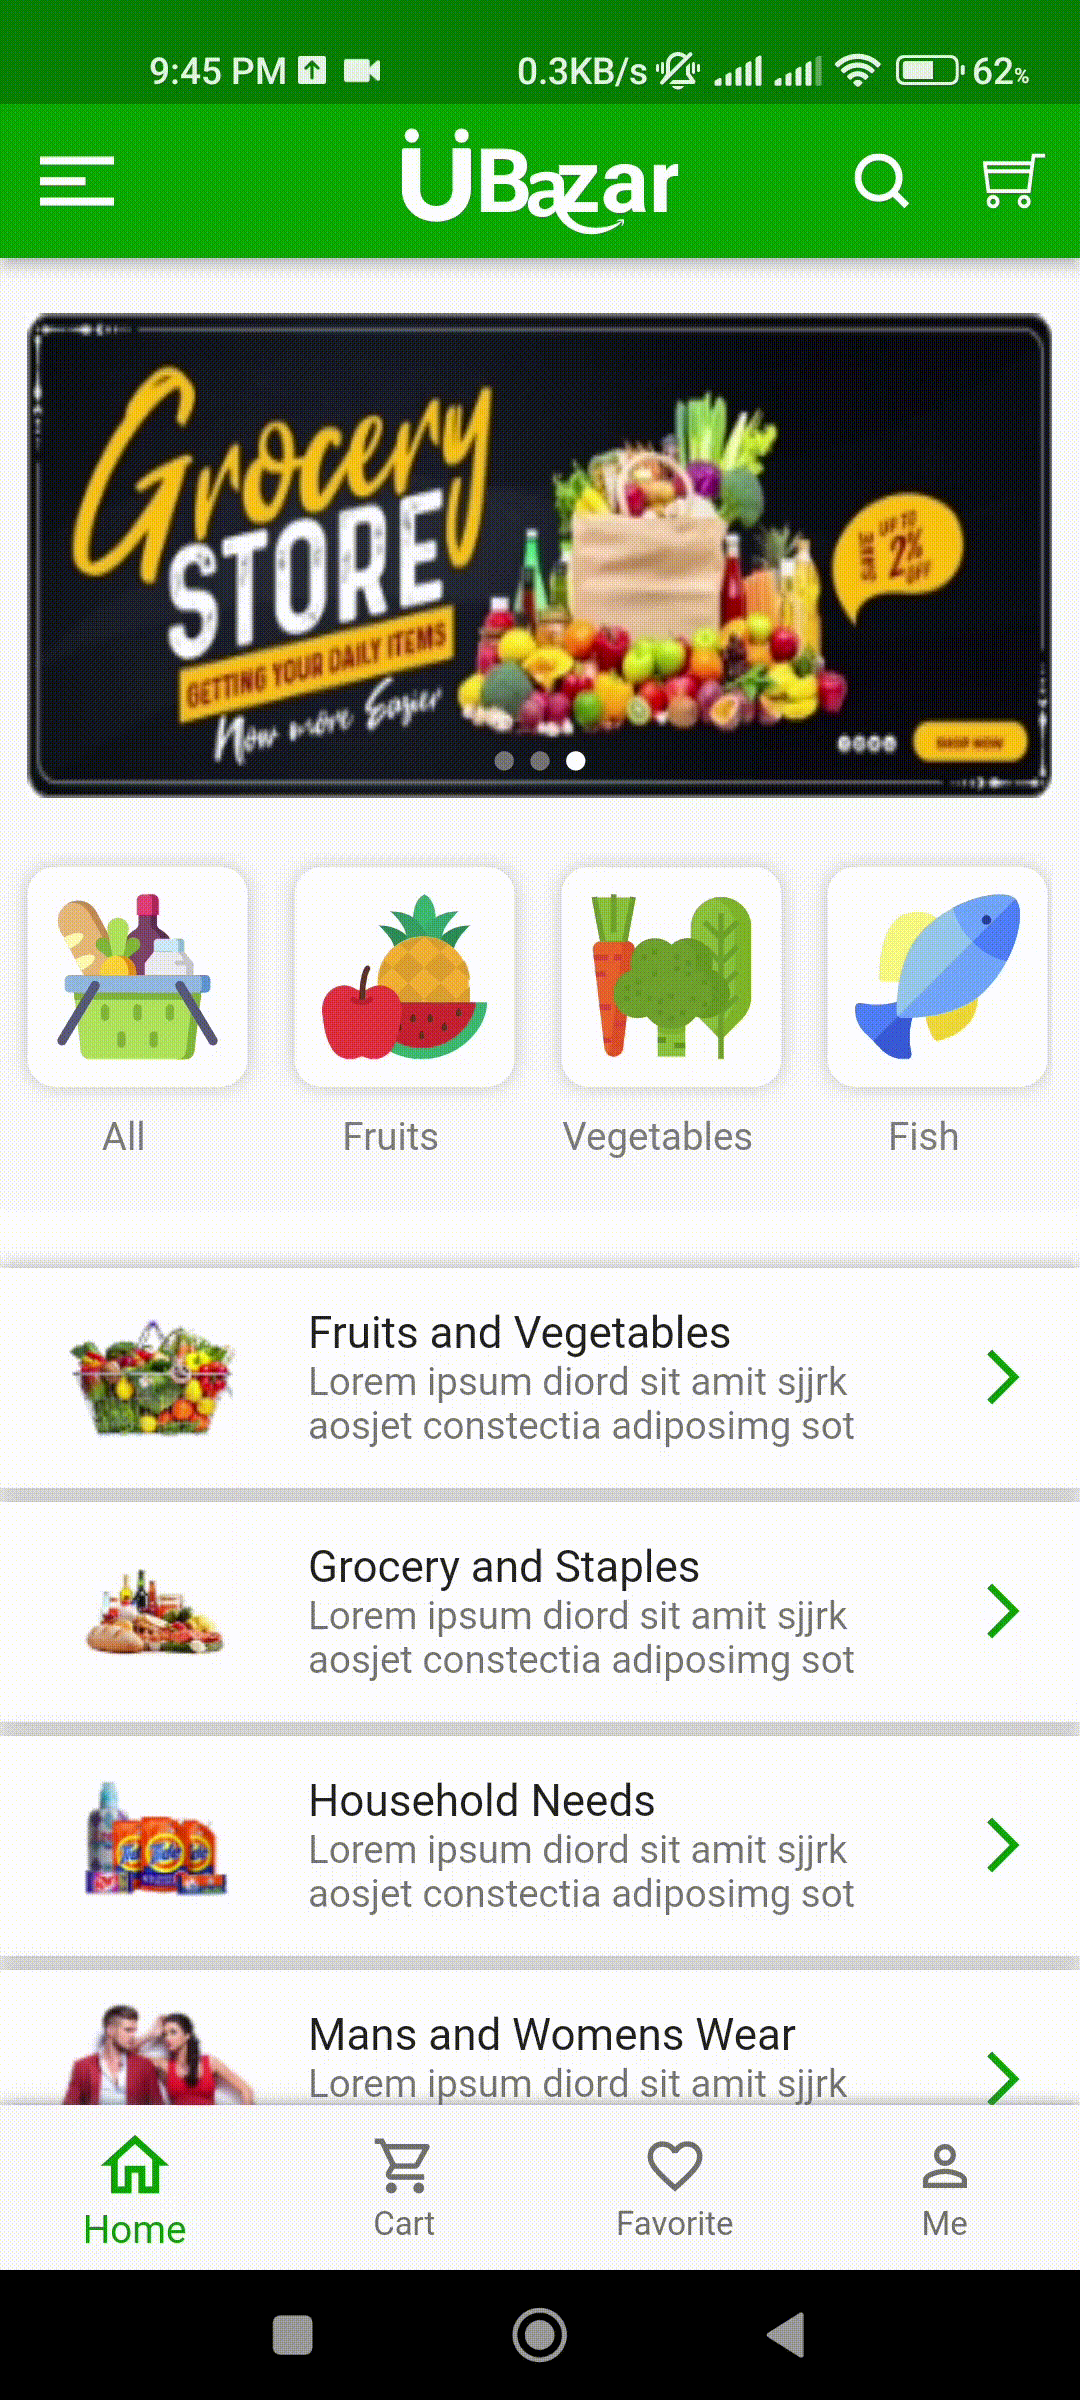 9:45 PM 0.3KB/s 62%
UBazar
Grocery
STORE
GETTING YOUR DAILY ITEMS
Now more Easier
SAVE UP TO 2% OFF
SHOP NOW
All Fruits Vegetables Fish
Fruits and Vegetables
Lorem ipsum diord sit amit sjjrk
aosjet constectia adiposimg sot
Grocery and Staples
Lorem ipsum diord sit amit sjjrk
aosjet constectia adiposimg sot
Household Needs
Lorem ipsum diord sit amit sjjrk
aosjet constectia adiposimg sot
Tide
Mans and Womens Wear
Lorem ipsum diord sit amit sjjrk
Home Cart Favorite Me